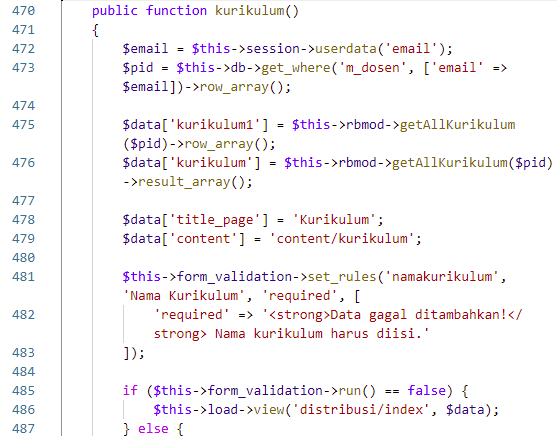 470 public function kurikulum()
471 {
472 $email = $this->session->userdata('email');
473 $pid = $this->db->get_where('m_dosen', ['email' =>
$email])->row_array();
474
475 $data['kurikulum1'] = $this->rbmod->getAllKurikulum
($pid)->row_array();
476 $data['kurikulum'] = $this->rbmod->getAllKurikulum($pid)
->result_array();
477
478 $data['title_page'] = 'Kurikulum';
479 $data['content'] = 'content/kurikulum';
480
481 $this->form_validation->set_rules('namakurikulum',
'Nama Kurikulum', 'required', [
482 'required' => '<strong>Data gagal ditambahkan!</
strong> Nama kurikulum harus diisi.'
483 ]);
484
485 if ($this->form_validation->run() == false) {
486 $this->load->view('distribusi/index', $data);
487 } else {